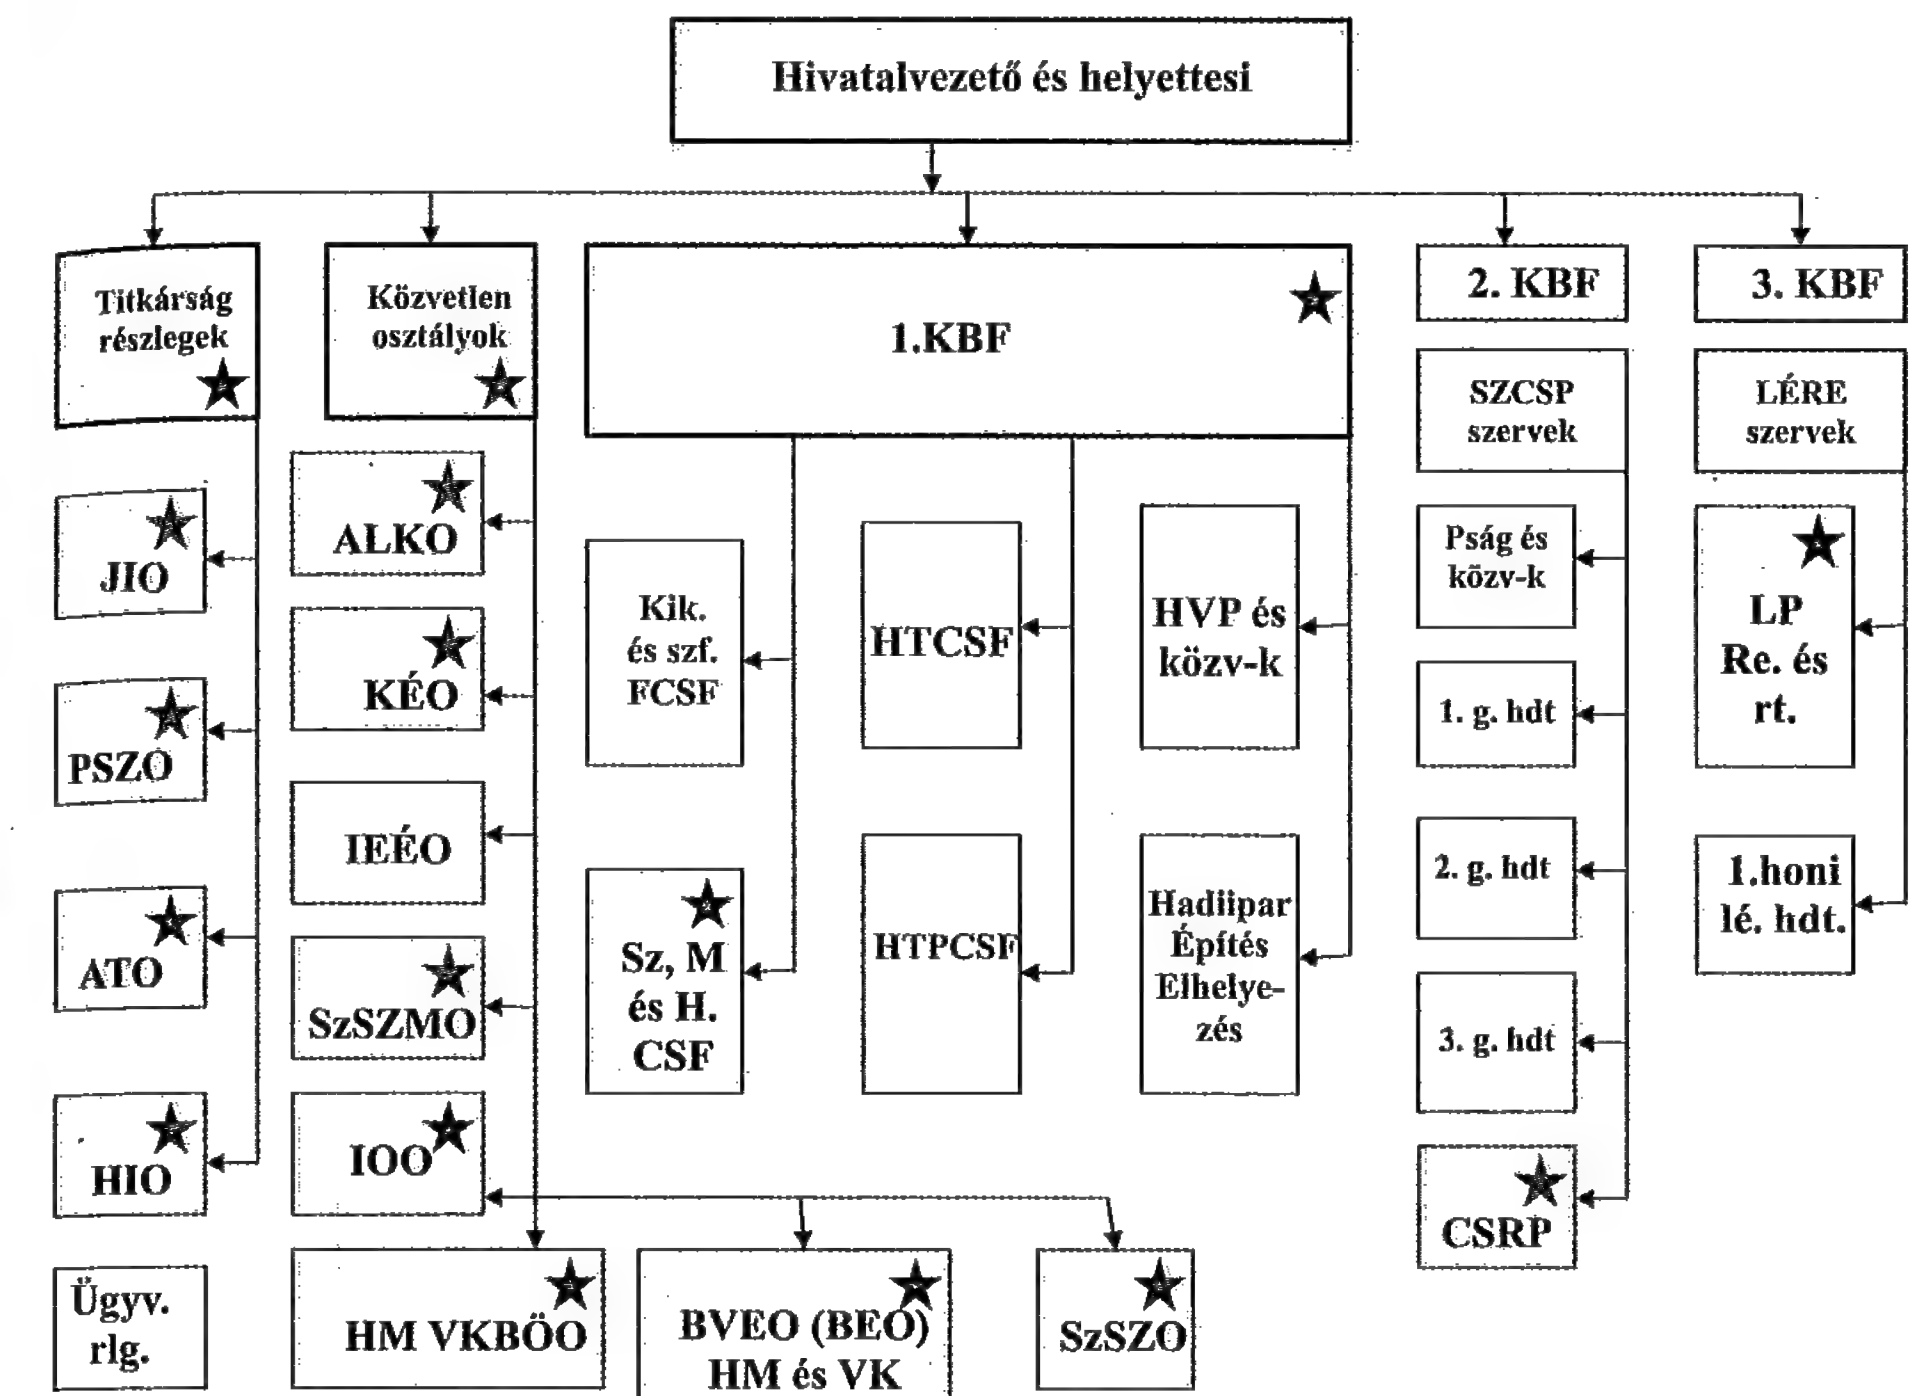 Hivatalvezető és helyettesi
Titkárság
részlegek
Közvetlen
osztályok
1.KBF
2. KBF
3. KBF
SZCSP
szervek
LÉRE
szervek
JIO
PSZO
ATO
HIO
Ügyv.
rlg.
ALKO
KÉO
IEÉO
SzSZMO
IOO
HM VKBÖO
BVEO (BEO)
HM és VK
SzSZO
Kik.
és szf.
FCSF
Sz, M
és H.
CSF
HTCSF
HTPCSF
HVP és
közv-k
Hadiipar
Építés
Elhelye-
zés
Pság és
közv-k
1. g. hdt
2. g. hdt
3. g. hdt
CSRP
LP
Re. és
rt.
1.honi
lé. hdt.